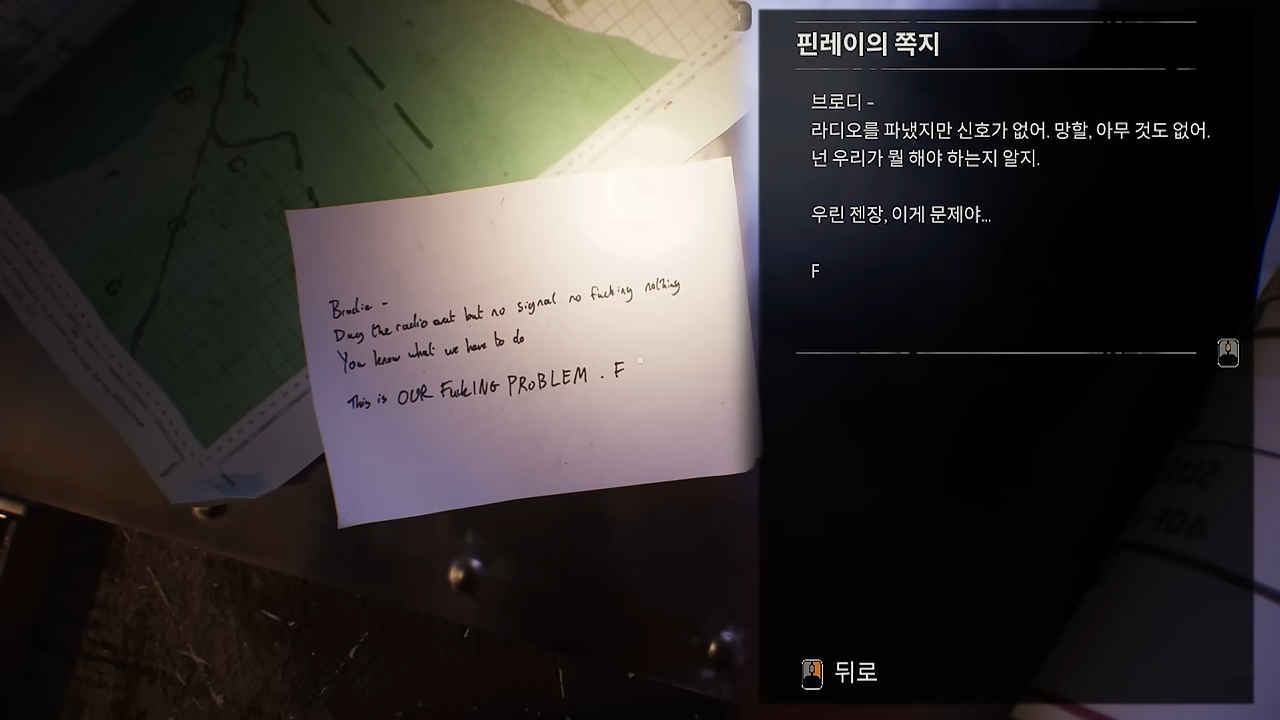 Brodie -
Dug the radio out but no signal no fucking nothing
You know what we have to do
This is OUR FuckING PRoBLEM . F
핀레이의 쪽지
브로디 -
라디오를 파냈지만 신호가 없어. 망할, 아무 것도 없어.
넌 우리가 뭘 해야 하는지 알지.
우린 젠장, 이게 문제야...
F
뒤로